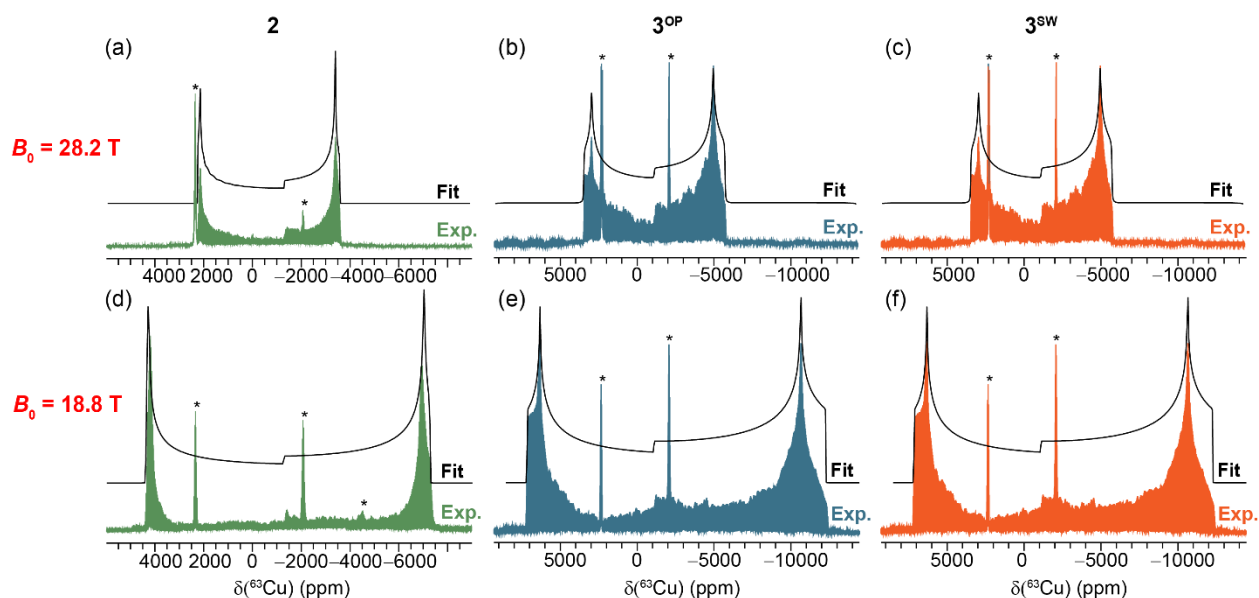 2 3ᴼᴾ 3ˢᵂ
(a) (b) (c)
* * * * * *
B₀ = 28.2 T
Fit Fit Fit
Exp. Exp. Exp.
4000 2000 0 −2000 −4000 −6000 5000 0 −5000 −10000 5000 0 −5000 −10000
(d) (e) (f)
* * * * * * *
B₀ = 18.8 T
Fit Fit Fit
Exp. Exp. Exp.
4000 2000 0 −2000 −4000 −6000 5000 0 −5000 −10000 5000 0 −5000 −10000
δ(⁶³Cu) (ppm) δ(⁶³Cu) (ppm) δ(⁶³Cu) (ppm)